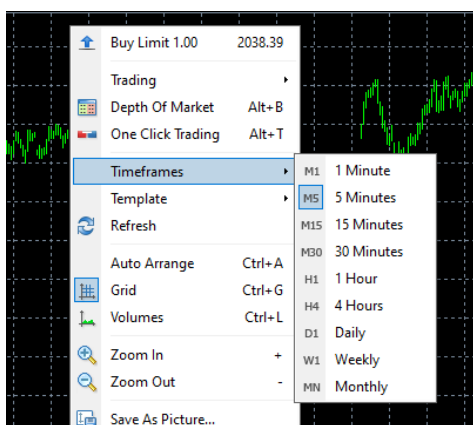 Buy Limit 1.00 2038.39
Trading
Depth Of Market Alt+B
One Click Trading Alt+T
Timeframes
Template
Refresh
Auto Arrange Ctrl+A
Grid Ctrl+G
Volumes Ctrl+L
Zoom In +
Zoom Out -
Save As Picture...
M1 1 Minute
M5 5 Minutes
M15 15 Minutes
M30 30 Minutes
H1 1 Hour
H4 4 Hours
D1 Daily
W1 Weekly
MN Monthly